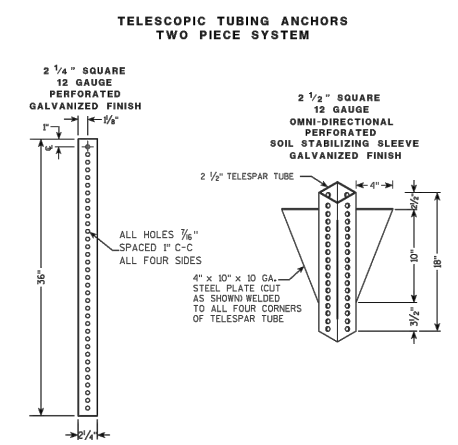 TELESCOPIC TUBING ANCHORS
TWO PIECE SYSTEM
2 1/4" SQUARE
12 GAUGE
PERFORATED
GALVANIZED FINISH
1 1/8"
1"
36"
ALL HOLES 7/16"
SPACED 1" C-C
ALL FOUR SIDES
2 1/4"
2 1/2" SQUARE
12 GAUGE
OMNI-DIRECTIONAL
PERFORATED
SOIL STABILIZING SLEEVE
GALVANIZED FINISH
2 1/2" TELESPAR TUBE
4"
2 1/2"
10"
18"
3 1/2"
4" x 10" x 10 GA.
STEEL PLATE (CUT
AS SHOWN) WELDED
TO ALL FOUR CORNERS
OF TELESPAR TUBE